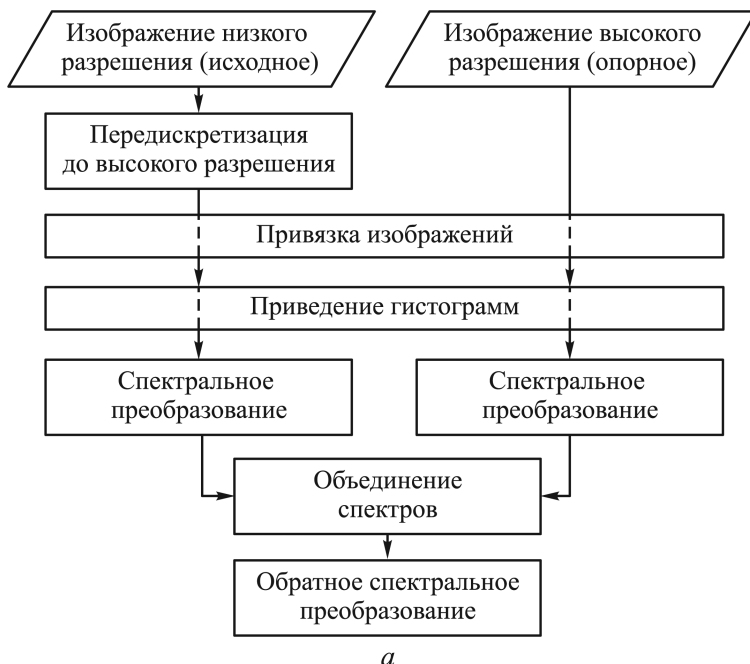 Изображение низкого
разрешения (исходное)
Изображение высокого
разрешения (опорное)
Передискретизация
до высокого разрешения
Привязка изображений
Приведение гистограмм
Спектральное
преобразование
Спектральное
преобразование
Объединение
спектров
Обратное спектральное
преобразование
а